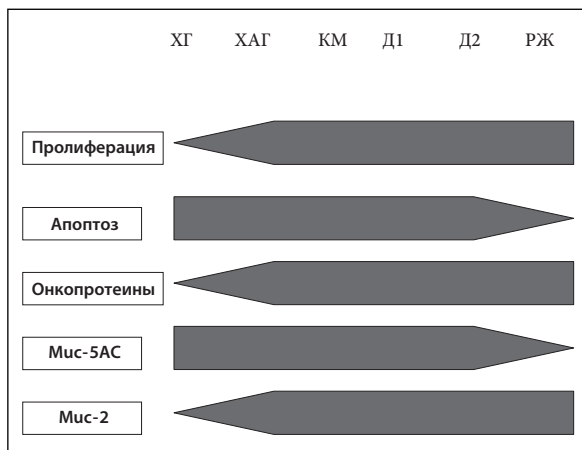 ХГ ХАГ КМ Д1 Д2 РЖ
Пролиферация
Апоптоз
Онкопротеины
Muc-5AC
Muc-2